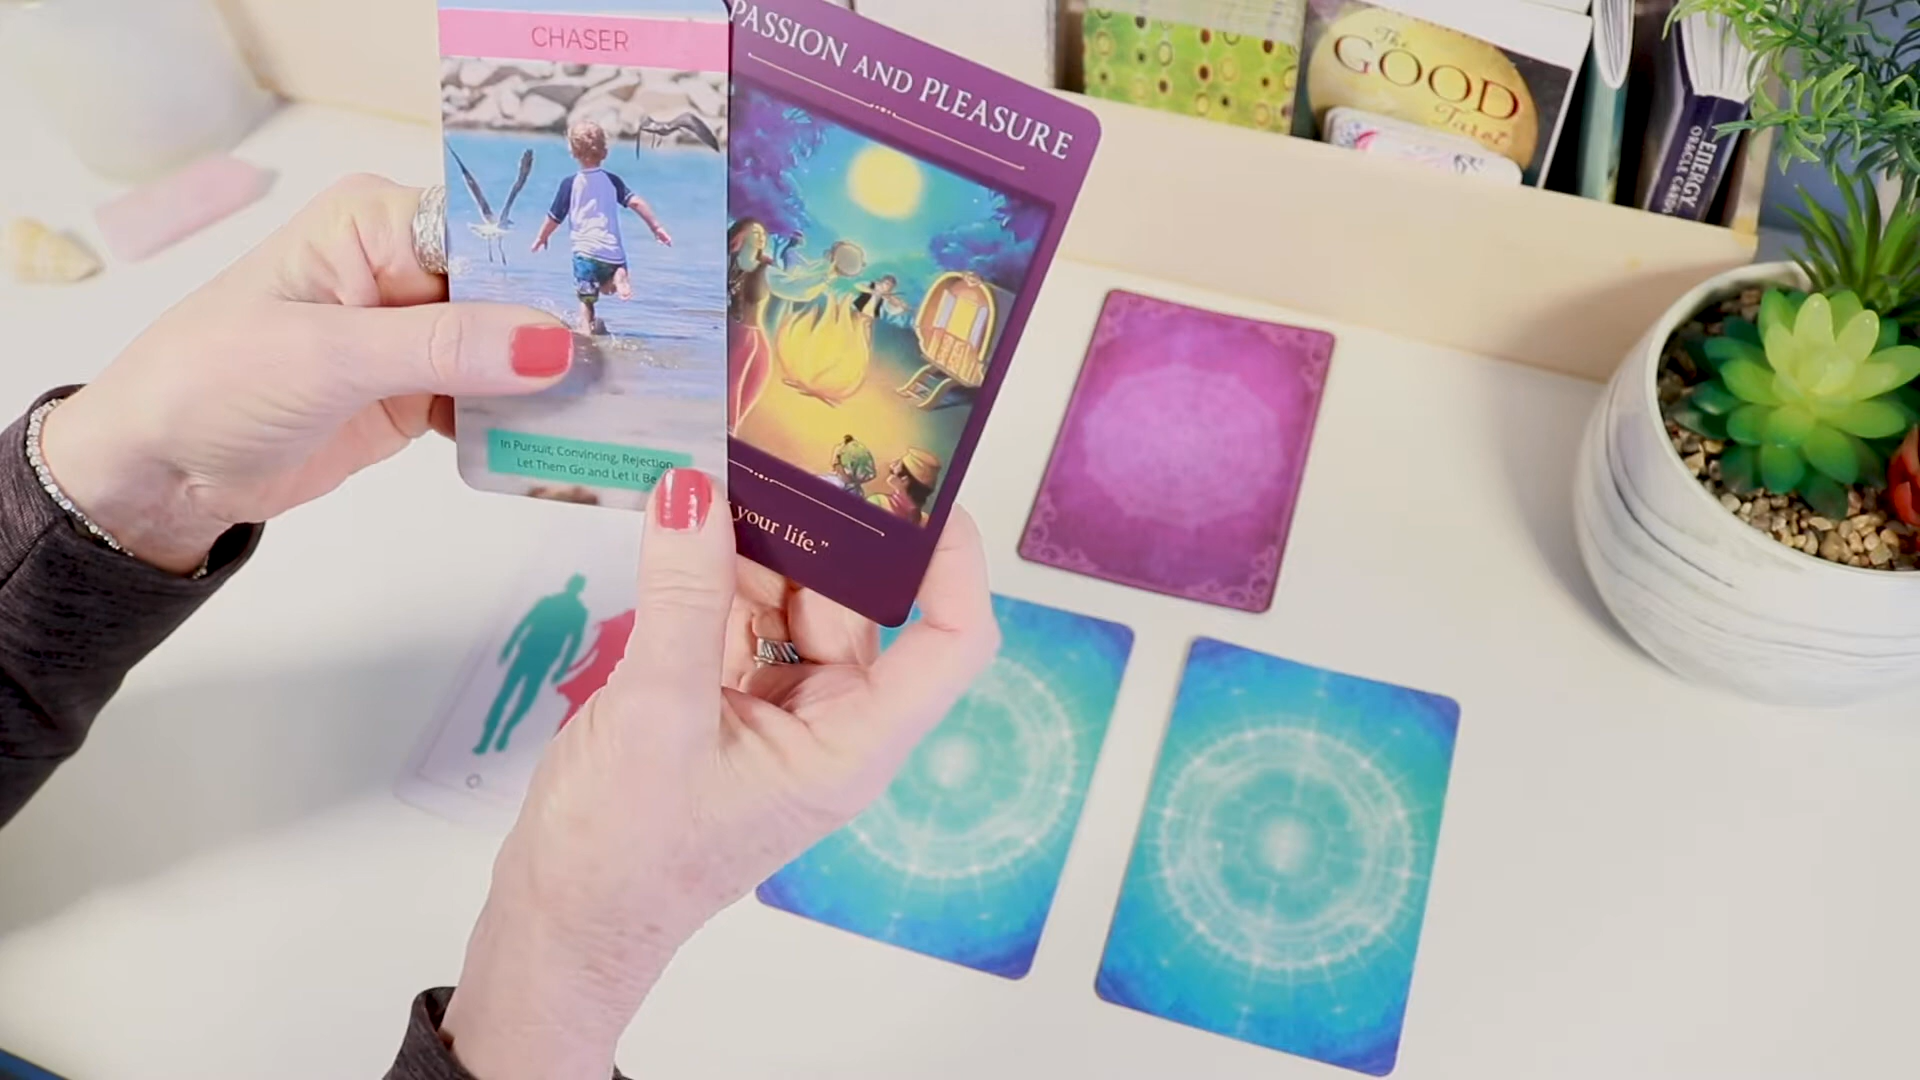 CHASER
In Pursuit, Convincing, Rejection
Let Them Go and Let it Be
PASSION AND PLEASURE
your life."
The
GOOD
Tarot
ENERGY
ORACLE CARDS